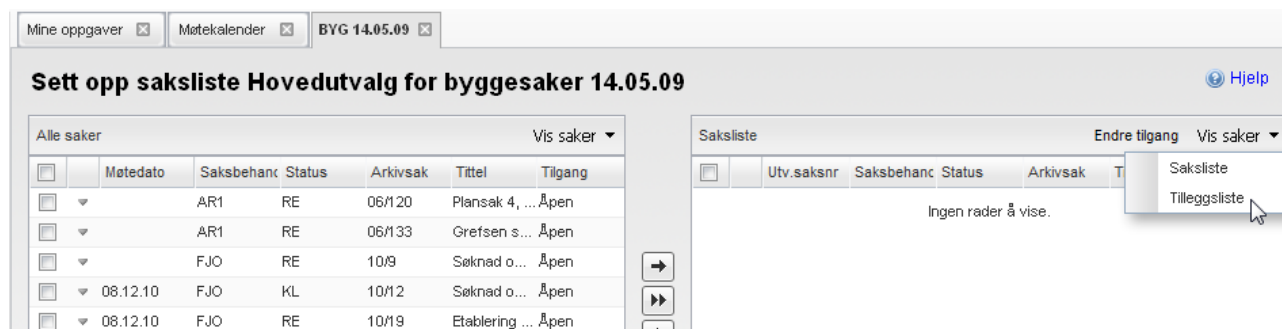 Mine oppgaver Møtekalender BYG 14.05.09
Sett opp saksliste Hovedutvalg for byggesaker 14.05.09 Hjelp
Alle saker Vis saker Saksliste Endre tilgang Vis saker
Møtedato Saksbehanc Status Arkivsak Tittel Tilgang Utv.saksnr Saksbehanc Status Arkivsak
Saksliste
Tilleggsliste
AR1 RE 06/120 Plansak 4, ... Åpen
Ingen rader å vise.
AR1 RE 06/133 Grefsen s... Åpen
FJO RE 10/9 Søknad o... Åpen
08.12.10 FJO KL 10/12 Søknad o... Åpen
08.12.10 FJO RE 10/19 Etablering ... Åpen